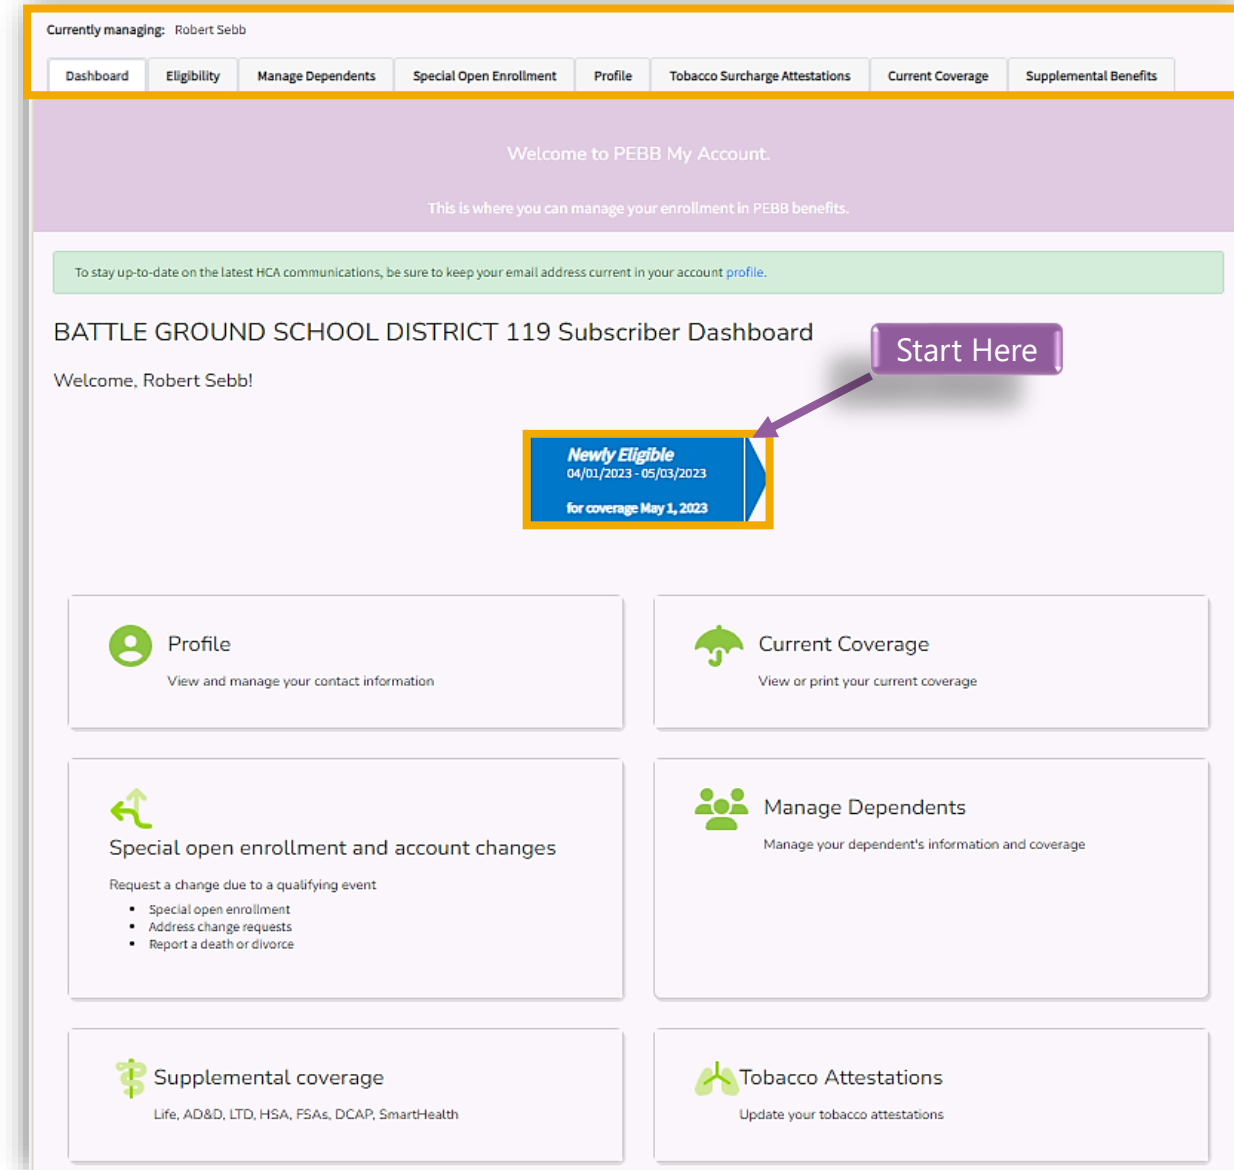 Currently managing: Robert Sebb
Dashboard Eligibility Manage Dependents Special Open Enrollment Profile Tobacco Surcharge Attestations Current Coverage Supplemental Benefits
Welcome to PEBB My Account.
This is where you can manage your enrollment in PEBB benefits.
To stay up-to-date on the latest HCA communications, be sure to keep your email address current in your account profile.
BATTLE GROUND SCHOOL DISTRICT 119 Subscriber Dashboard
Start Here
Welcome, Robert Sebb!
Newly Eligible
04/01/2023 - 05/03/2023
for coverage May 1, 2023
Profile
View and manage your contact information
Current Coverage
View or print your current coverage
Special open enrollment and account changes
Request a change due to a qualifying event
• Special open enrollment
• Address change requests
• Report a death or divorce
Manage Dependents
Manage your dependent's information and coverage
Supplemental coverage
Life, AD&D, LTD, HSA, FSAs, DCAP, SmartHealth
Tobacco Attestations
Update your tobacco attestations